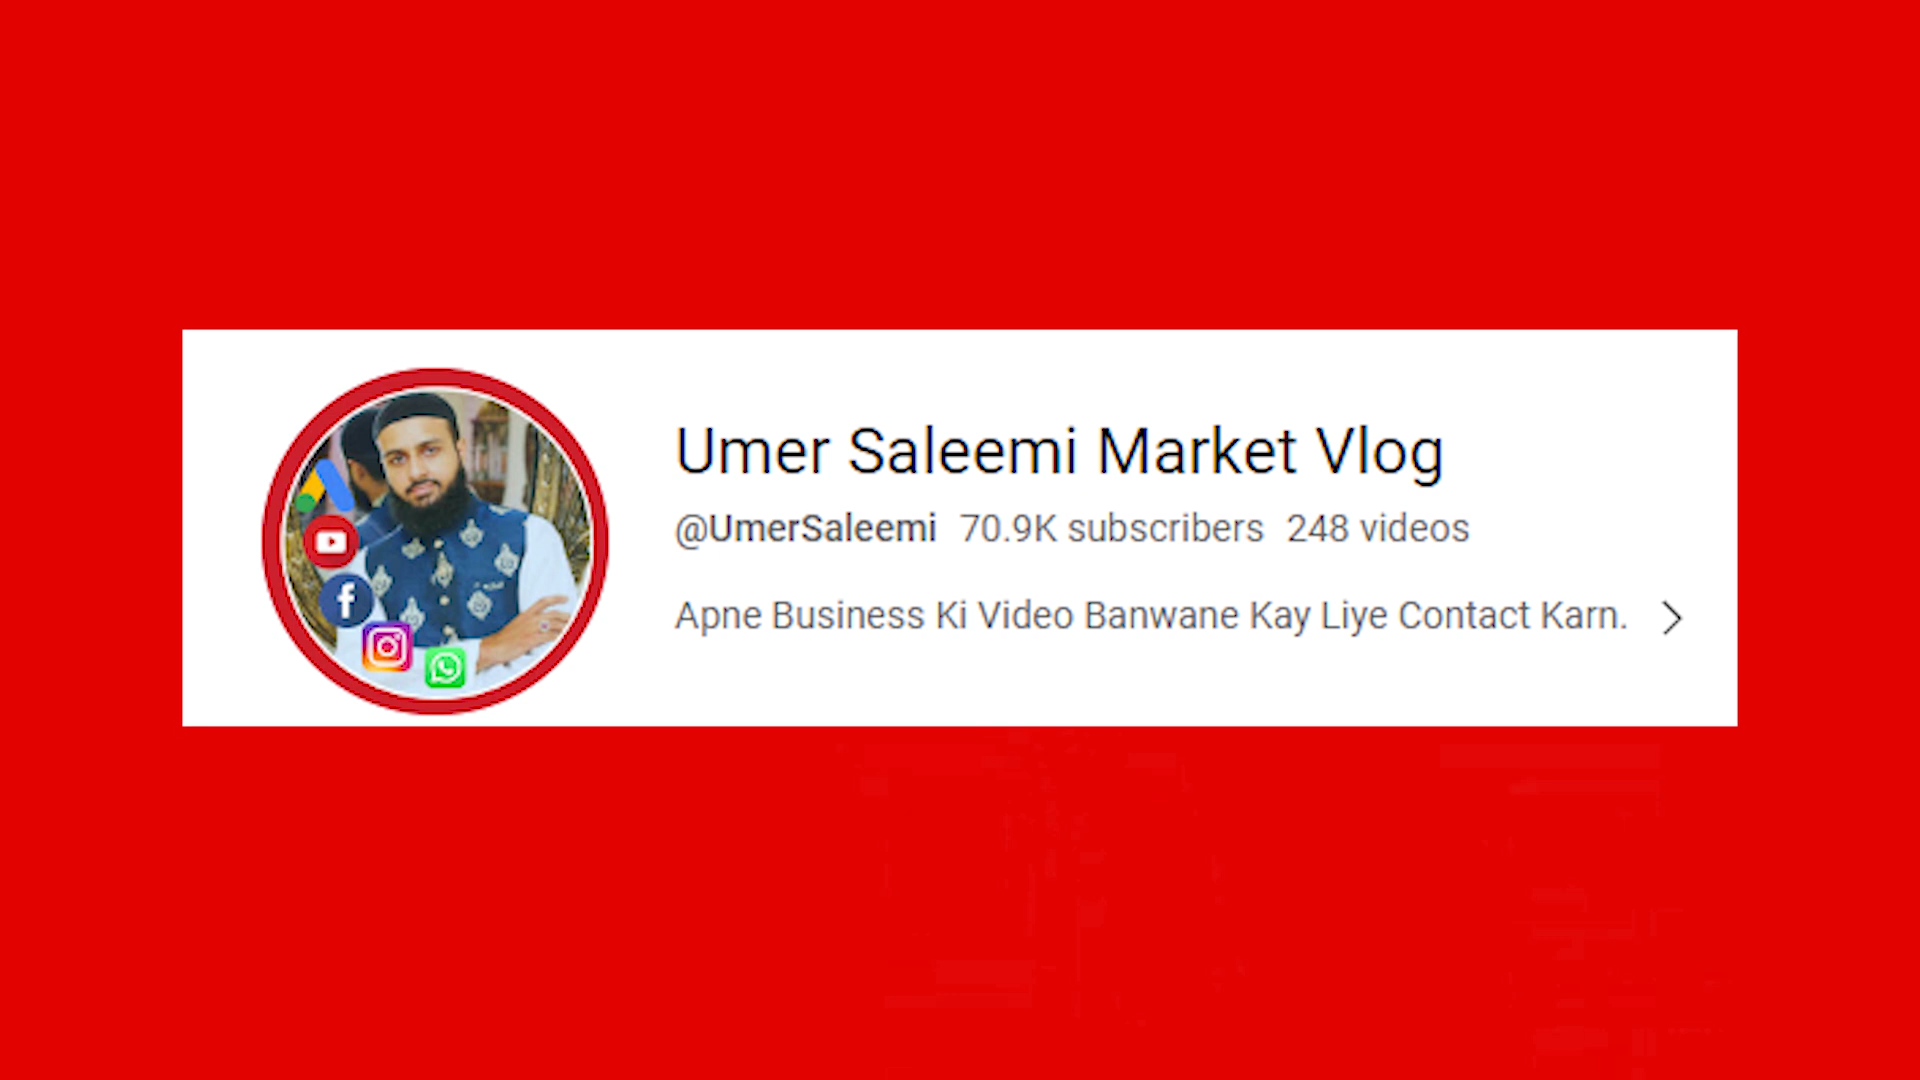 Umer Saleemi Market Vlog
@UmerSaleemi 70.9K subscribers 248 videos
Apne Business Ki Video Banwane Kay Liye Contact Karn.